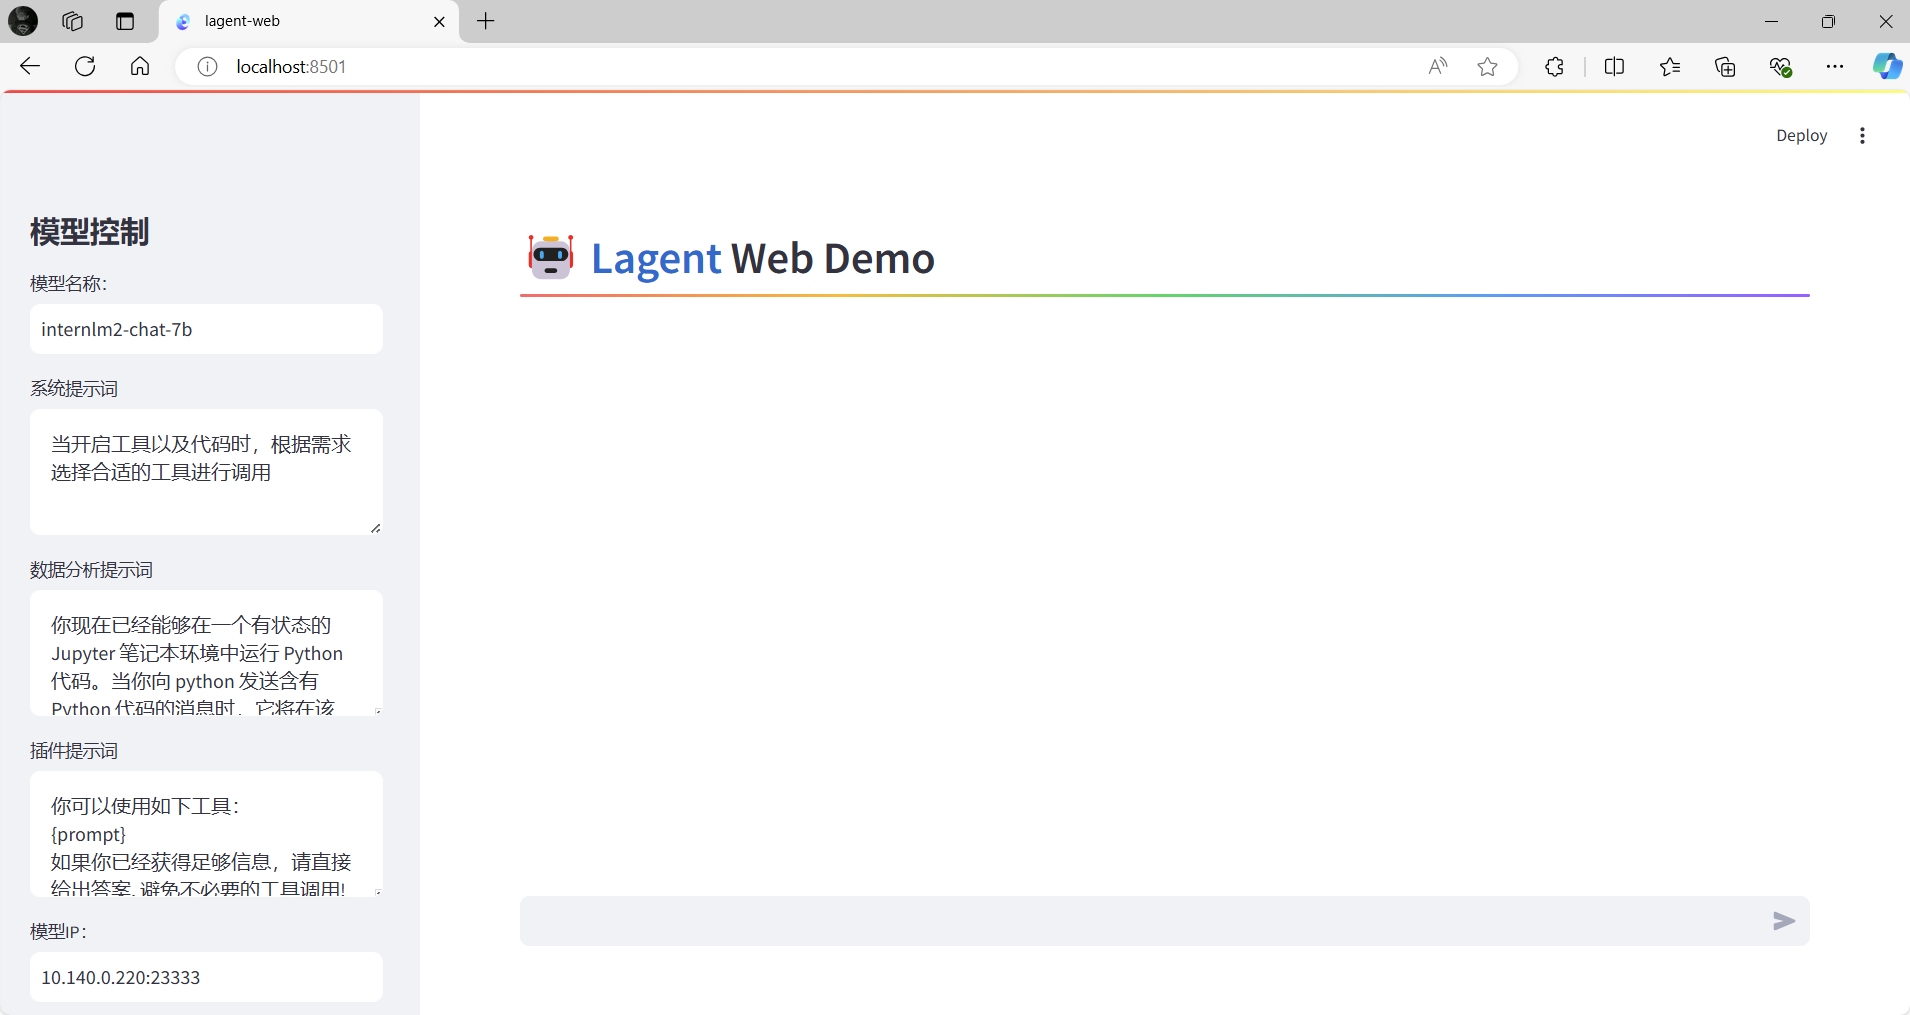 lagent-web
localhost:8501
Deploy
模型控制
模型名称：
internlm2-chat-7b
系统提示词
当开启工具以及代码时，根据需求
选择合适的工具进行调用
数据分析提示词
你现在已经能够在一个有状态的
Jupyter 笔记本环境中运行 Python
代码。当你向 python 发送含有
Python 代码的消息时，它将在该
插件提示词
你可以使用如下工具：
{prompt}
如果你已经获得足够信息，请直接
给出答案. 避免不必要的工具调用!
模型IP：
10.140.0.220:23333
Lagent Web Demo